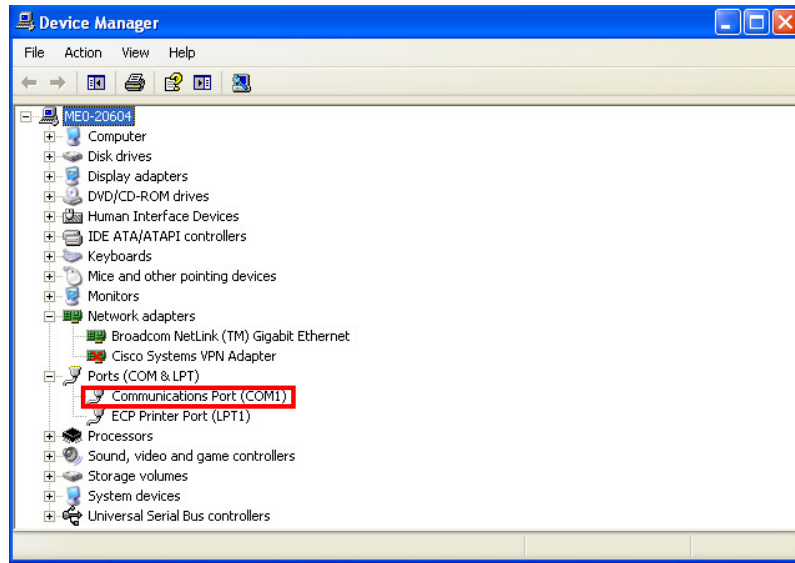 Device Manager
File Action View Help
ME0-20604
Computer
Disk drives
Display adapters
DVD/CD-ROM drives
Human Interface Devices
IDE ATA/ATAPI controllers
Keyboards
Mice and other pointing devices
Monitors
Network adapters
Broadcom NetLink (TM) Gigabit Ethernet
Cisco Systems VPN Adapter
Ports (COM & LPT)
Communications Port (COM1)
ECP Printer Port (LPT1)
Processors
Sound, video and game controllers
Storage volumes
System devices
Universal Serial Bus controllers